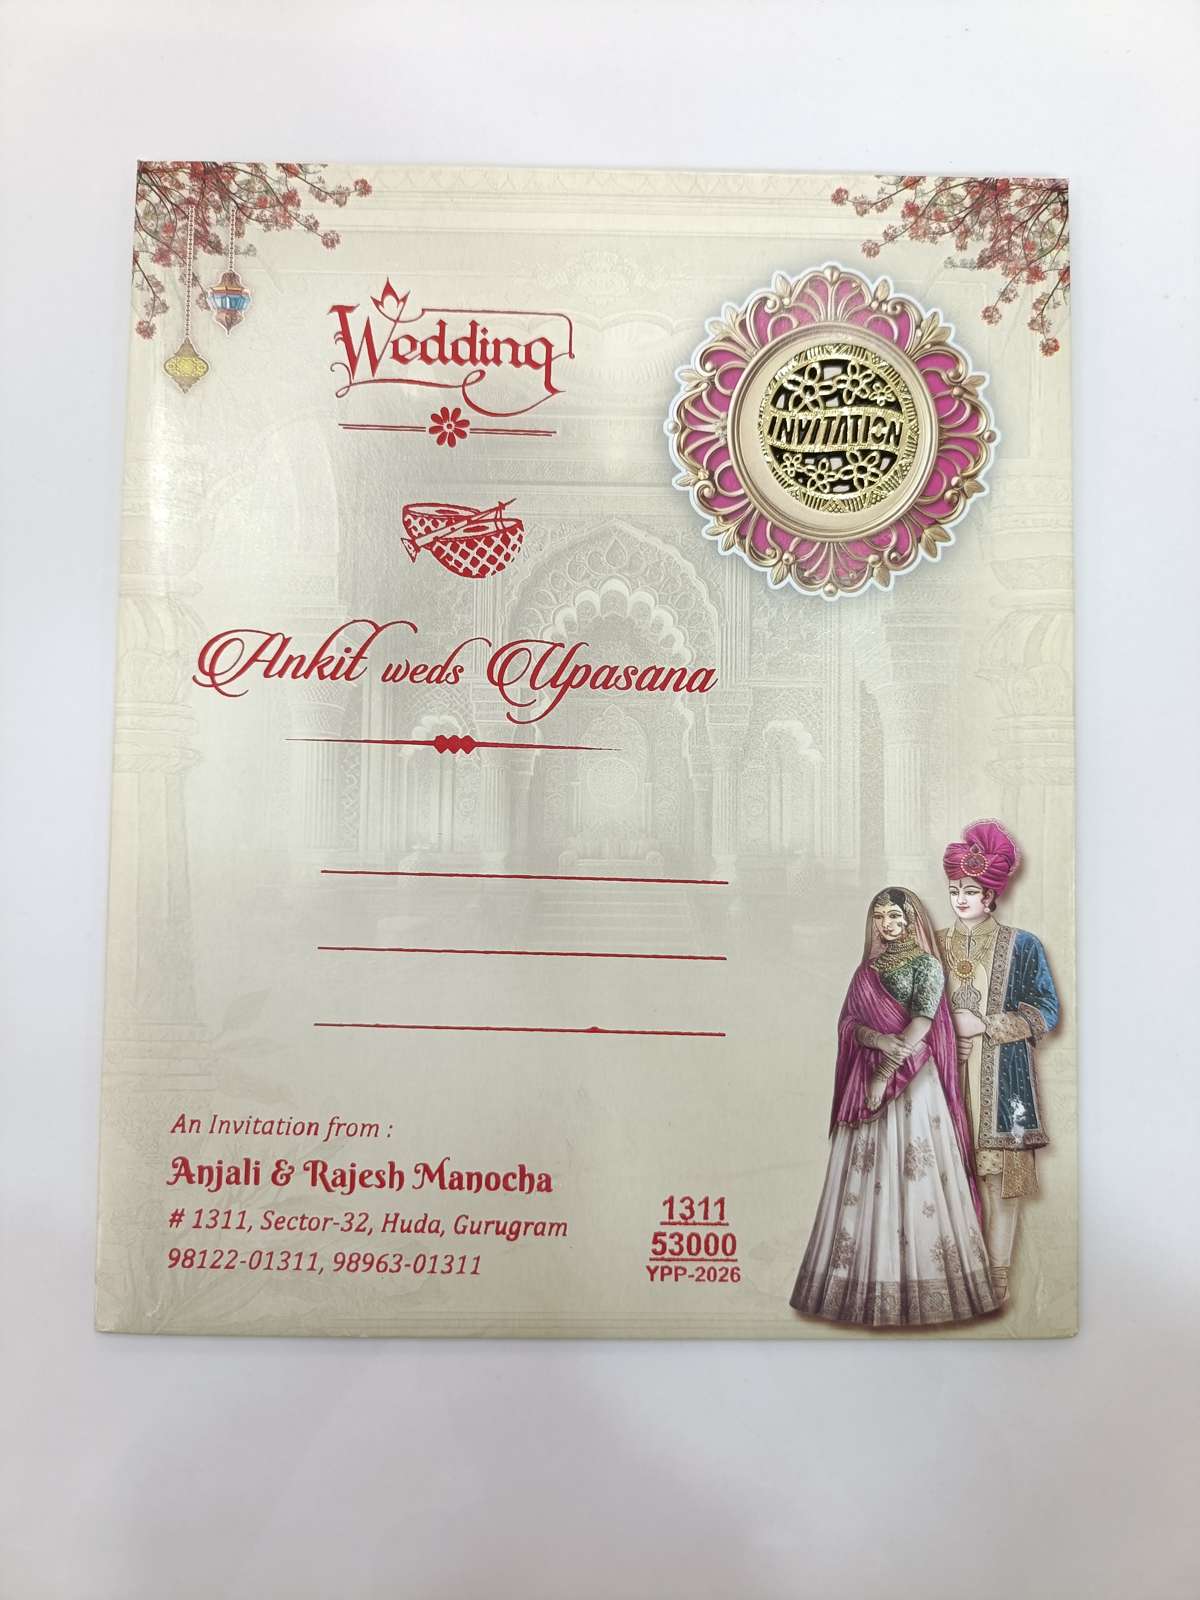 Wedding
INVITATION
Ankit weds Upasana
An Invitation from :
Anjali & Rajesh Manocha
# 1311, Sector-32, Huda, Gurugram
98122-01311, 98963-01311
1311
53000
YPP-2026